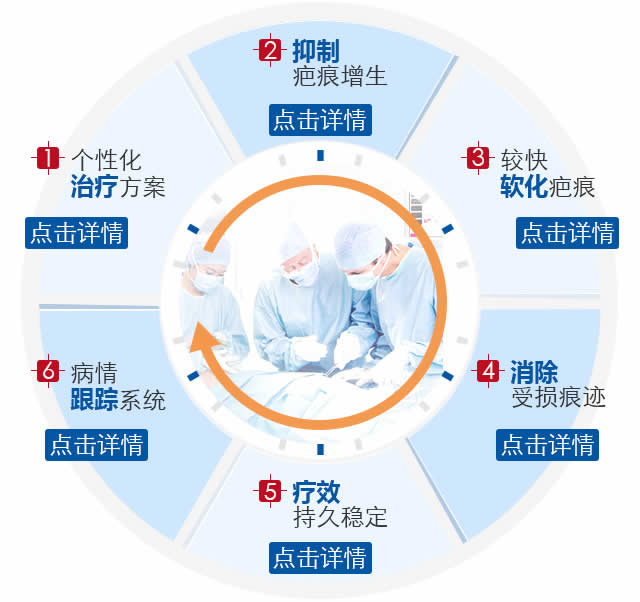 1 个性化
治疗方案
点击详情
2 抑制
疤痕增生
点击详情
3 较快
软化疤痕
点击详情
4 消除
受损痕迹
点击详情
5 疗效
持久稳定
点击详情
6 病情
跟踪系统
点击详情